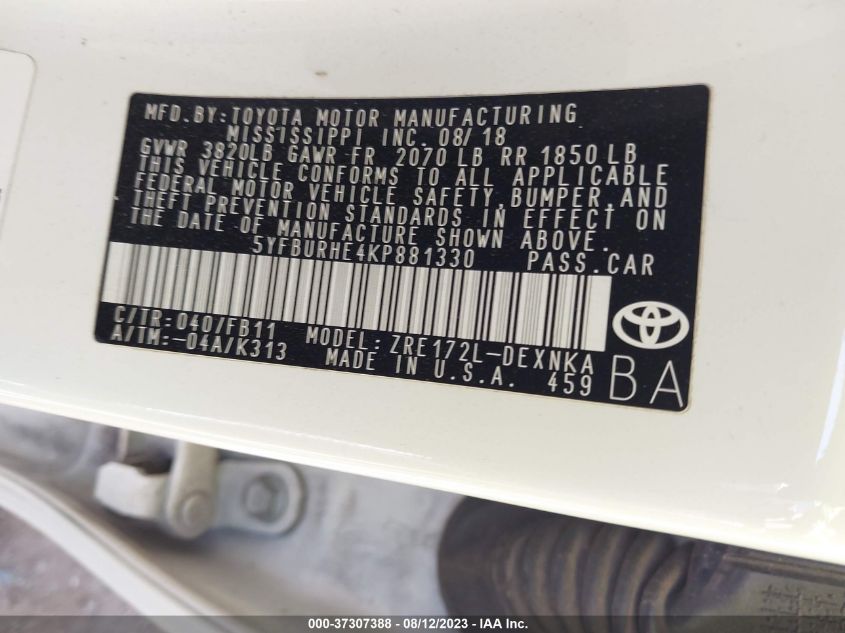 MFD.BY:TOYOTA MOTOR MANUFACTURING
MISSISSIPPI INC. 08/18
GVWR 3820LB GAWR FR 2070 LB RR 1850 LB
THIS VEHICLE CONFORMS TO ALL APPLICABLE
FEDERAL MOTOR VEHICLE SAFETY,BUMPER,AND
THEFT PREVENTION STANDARDS IN EFFECT ON
THE DATE OF MANUFACTURE SHOWN ABOVE.
5YFBURHE4KP881330 PASS.CAR
C/TR:040/FB11 MODEL:ZRE172L-DEXNKA
A/TM:-04A/K313 MADE IN U.S.A. 459
BA
000-37307388 - 08/12/2023 - Copyright © IAA, Inc.